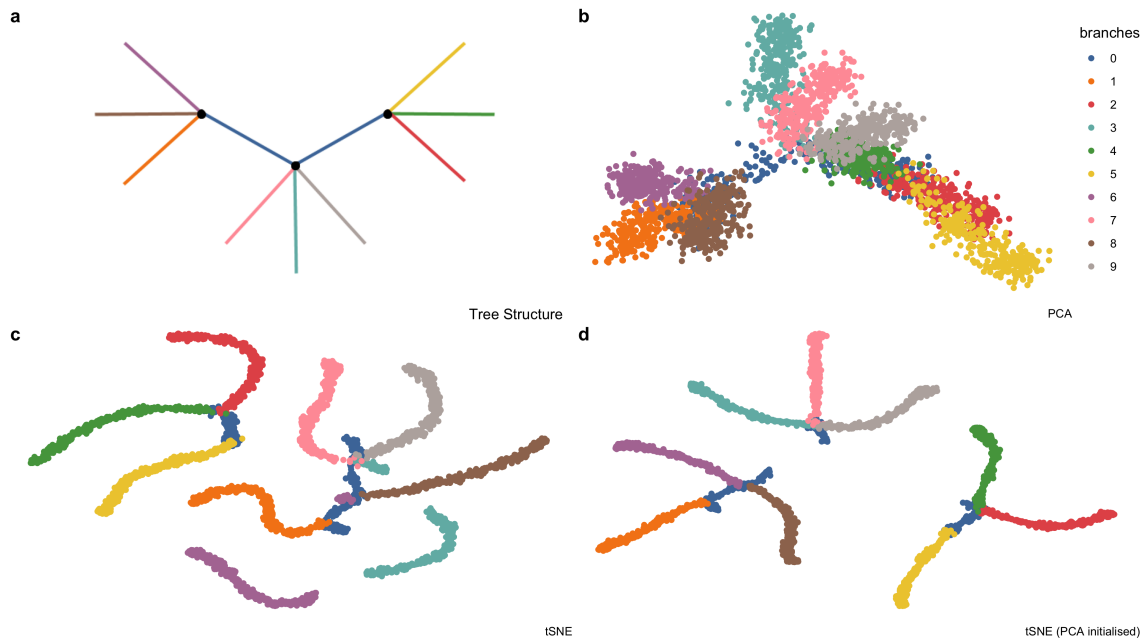 a
b
branches
0
1
2
3
4
5
6
7
8
9
Tree Structure
PCA
c
d
tSNE
tSNE (PCA initialised)